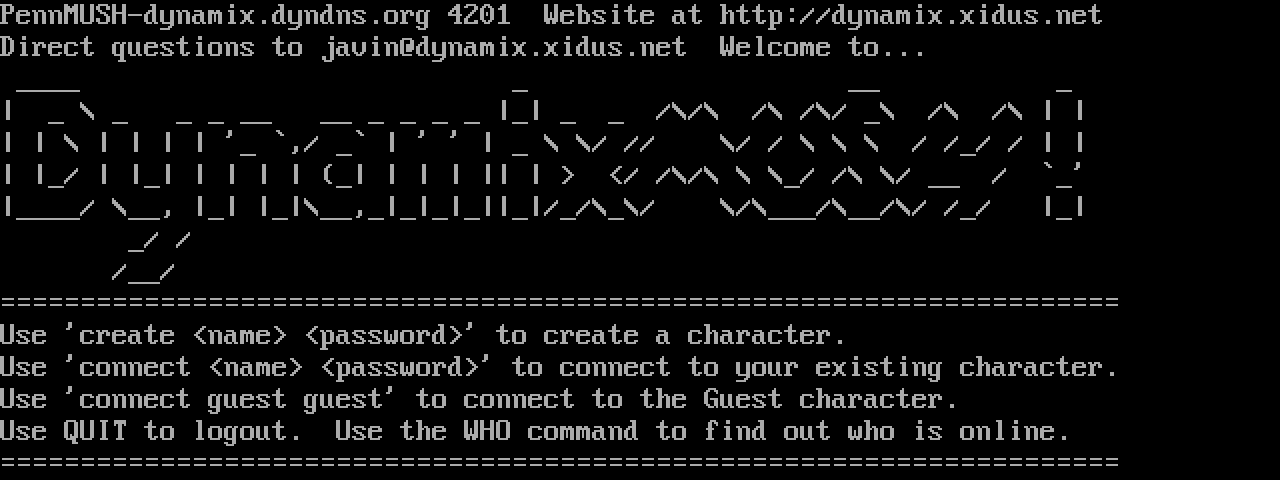 PennMUSH-dynamix.dyndns.org 4201  Website at http://dynamix.xidus.net
Direct questions to javin@dynamix.xidus.net  Welcome to...
Dynamix MUSH!
Use 'create <name> <password>' to create a character.
Use 'connect <name> <password>' to connect to your existing character.
Use 'connect guest guest' to connect to the Guest character.
Use QUIT to logout.  Use the WHO command to find out who is online.